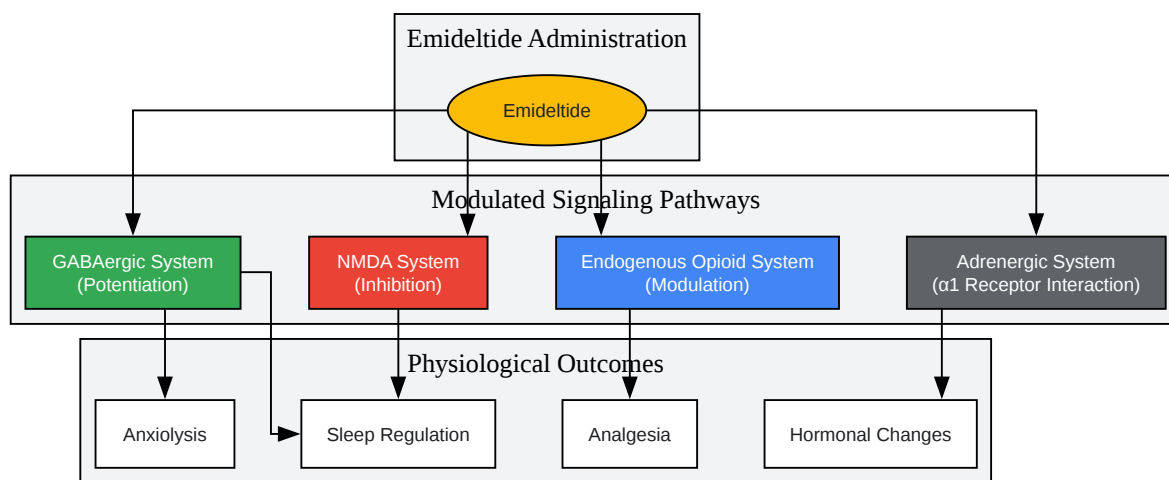 Emideltide Administration
Emideltide
Modulated Signaling Pathways
GABAergic System
(Potentiation)
NMDA System
(Inhibition)
Endogenous Opioid System
(Modulation)
Adrenergic System
(α1 Receptor Interaction)
Physiological Outcomes
Anxiolysis
Sleep Regulation
Analgesia
Hormonal Changes